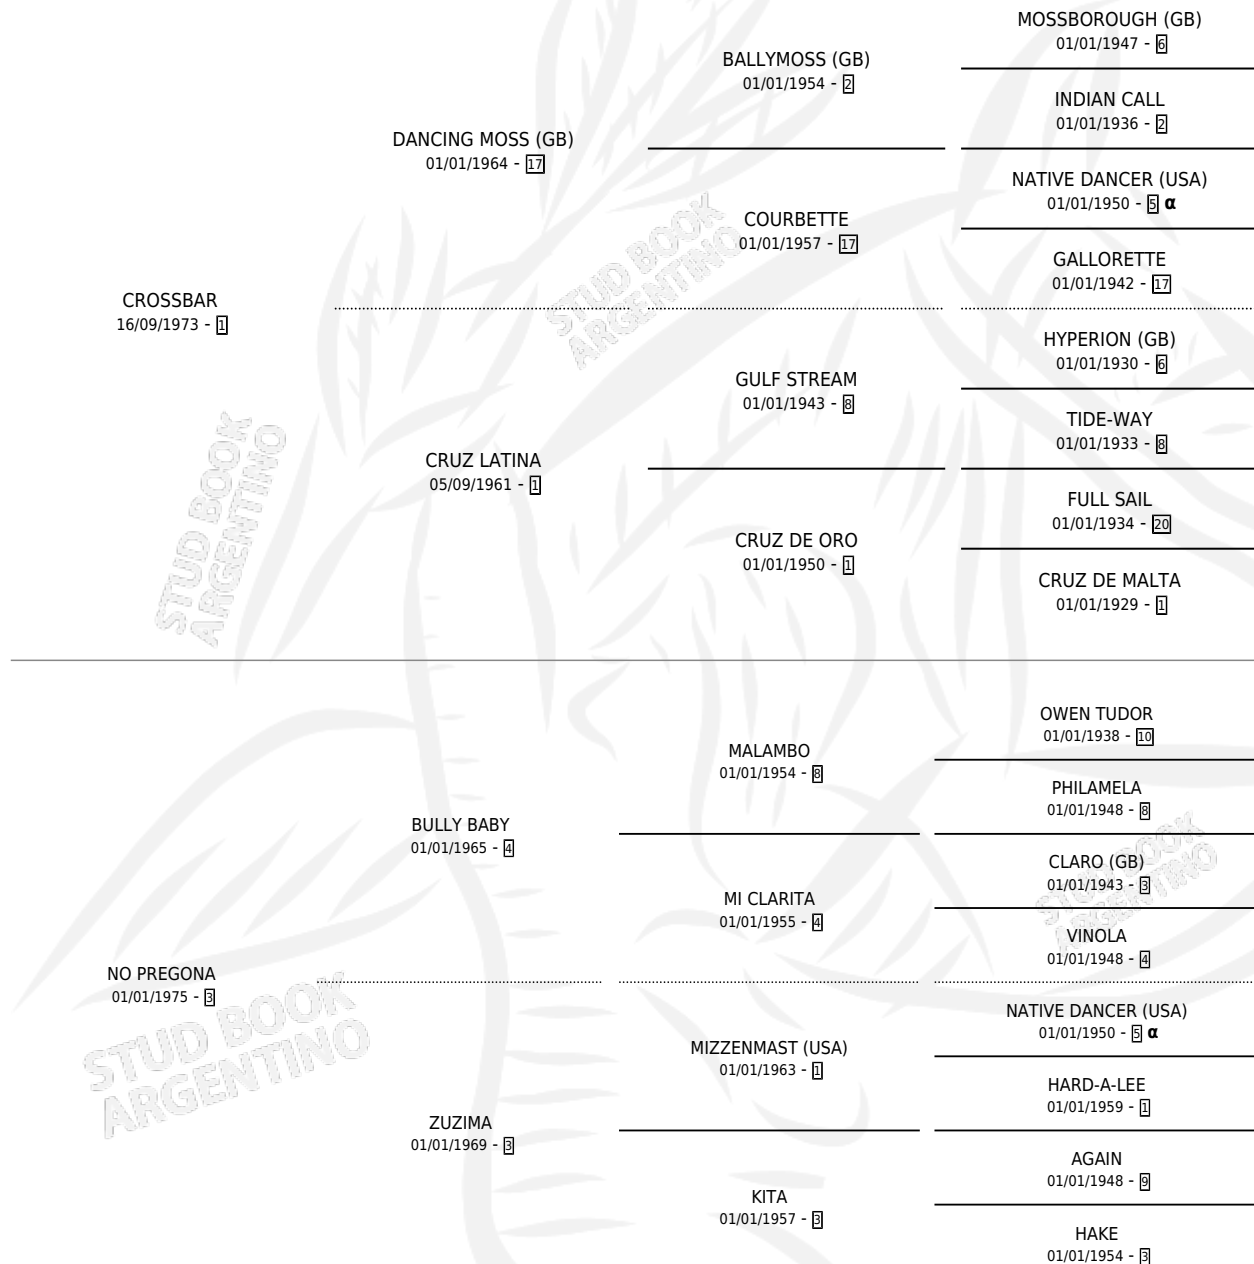 MOSSBOROUGH (GB)
01/01/1947 - 6
BALLYMOSS (GB)
01/01/1954 - 2
INDIAN CALL
01/01/1936 - 2
DANCING MOSS (GB)
01/01/1964 - 17
NATIVE DANCER (USA)
01/01/1950 - 5 α
COURBETTE
01/01/1957 - 17
GALLORETTE
01/01/1942 - 17
CROSSBAR
16/09/1973 - 1
HYPERION (GB)
01/01/1930 - 6
GULF STREAM
01/01/1943 - 8
TIDE-WAY
01/01/1933 - 8
CRUZ LATINA
05/09/1961 - 1
FULL SAIL
01/01/1934 - 20
CRUZ DE ORO
01/01/1950 - 1
CRUZ DE MALTA
01/01/1929 - 1
OWEN TUDOR
01/01/1938 - 10
MALAMBO
01/01/1954 - 8
PHILAMELA
01/01/1948 - 8
BULLY BABY
01/01/1965 - 4
CLARO (GB)
01/01/1943 - 3
MI CLARITA
01/01/1955 - 4
VINOLA
01/01/1948 - 4
NO PREGONA
01/01/1975 - 3
NATIVE DANCER (USA)
01/01/1950 - 5 α
MIZZENMAST (USA)
01/01/1963 - 1
HARD-A-LEE
01/01/1959 - 1
ZUZIMA
01/01/1969 - 3
AGAIN
01/01/1948 - 9
KITA
01/01/1957 - 3
HAKE
01/01/1954 - 3
STUD BOOK
ARGENTINO
STUD BOOK
ARGENTINO
STUD BOOK
ARGENTINO
STUD BOOK
ARGENTINO